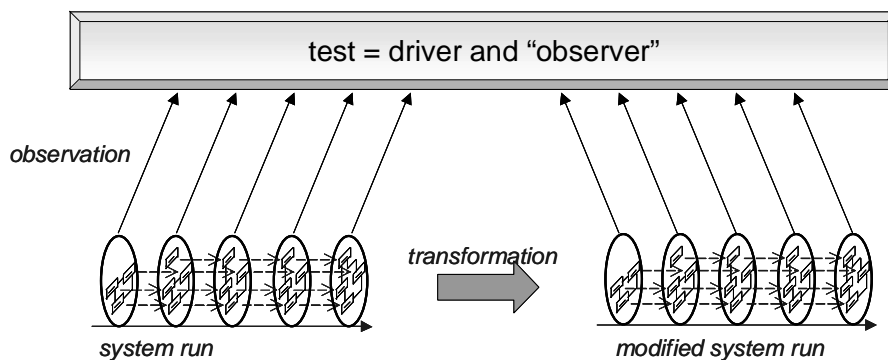 test = driver and “observer”
observation
transformation
system run
modified system run